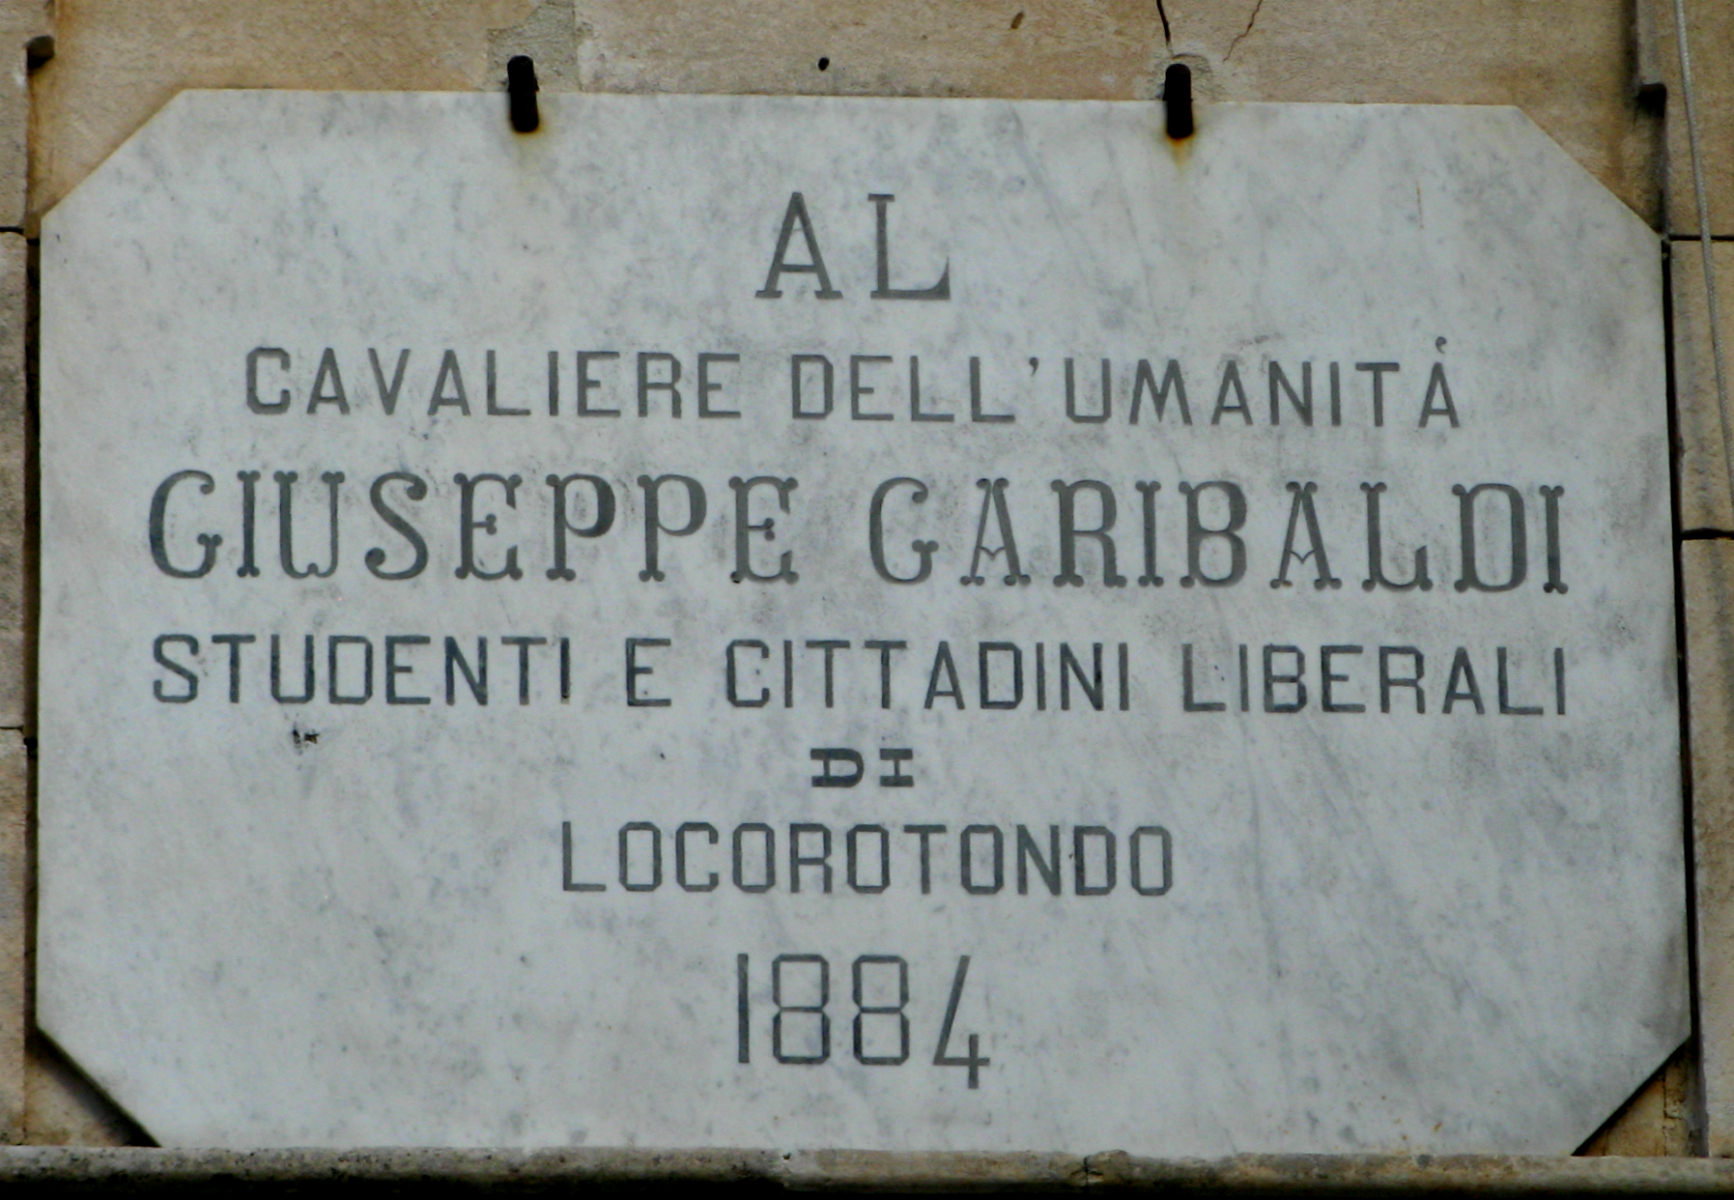 AL
CAVALIERE DELL'UMANITÀ
GIUSEPPE GARIBALDI
STUDENTI E CITTADINI LIBERALI
DI
LOCOROTONDO
1884